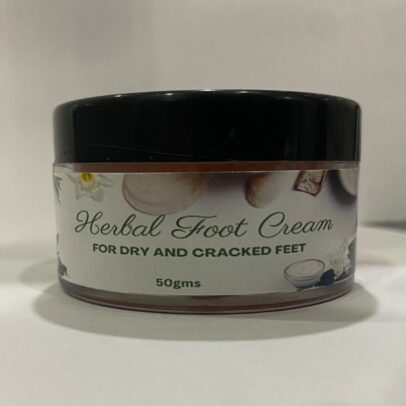 Herbal Foot Cream
FOR DRY AND CRACKED FEET
50gms